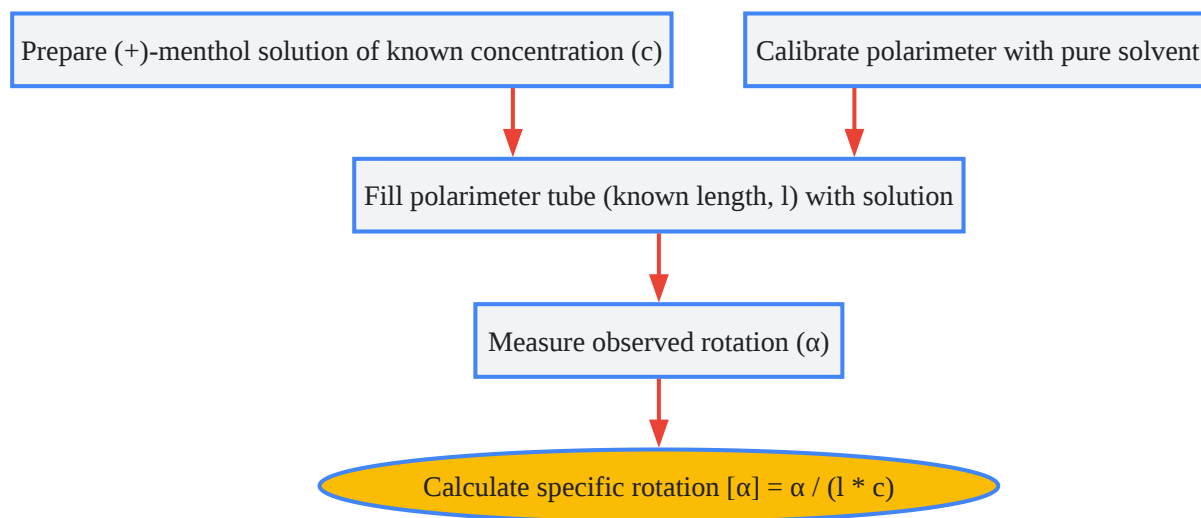 Prepare (+)-menthol solution of known concentration (c)
Calibrate polarimeter with pure solvent
Fill polarimeter tube (known length, l) with solution
Measure observed rotation (α)
Calculate specific rotation [α] = α / (l * c)